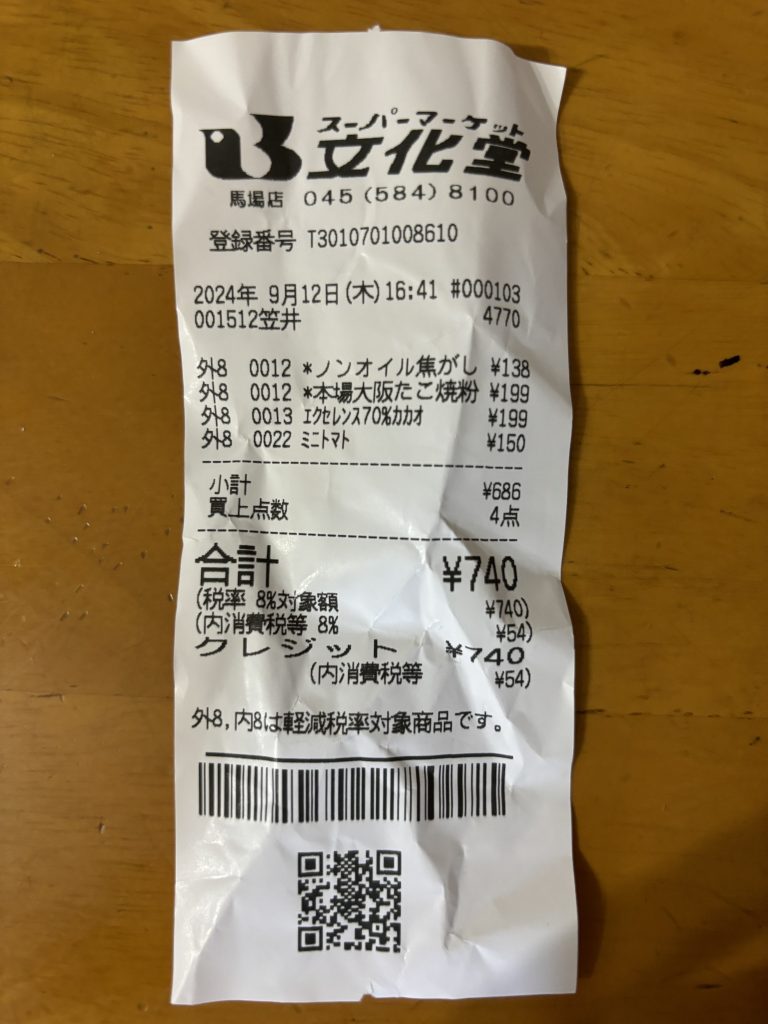 スーパーマーケット
文化堂
馬場店 045 (584) 8100
登録番号 T3010701008610
2024年 9月12日(木)16:41 #000103
001512笠井 4770
外8 0012 *ノンオイル焦がし ¥138
外8 0012 *本場大阪たこ焼粉 ¥199
外8 0013 エクセレンス70%カカオ ¥199
外8 0022 ミニトマト ¥150
小計 ¥686
買上点数 4点
合計 ¥740
(税率 8%対象額 ¥740)
(内消費税等 8% ¥54)
クレジット ¥740
(内消費税等 ¥54)
外8,内8は軽減税率対象商品です。